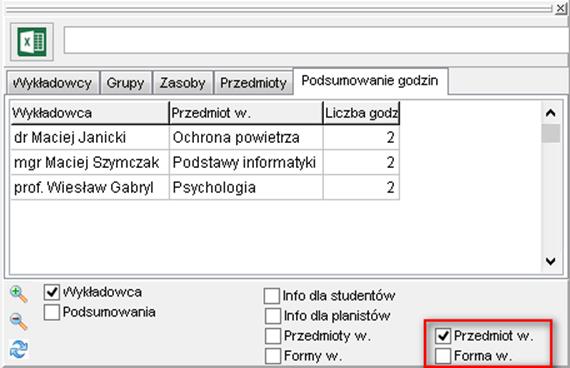 Wykładowcy Grupy Zasoby Przedmioty Podsumowanie godzin
Wykładowca Przedmiot w. Liczba godz
dr Maciej Janicki Ochrona powietrza 2
mgr Maciej Szymczak Podstawy informatyki 2
prof. Wiesław Gabryl Psychologia 2
Wykładowca
Podsumowania
Info dla studentów
Info dla planistów
Przedmioty w.
Formy w.
Przedmiot w.
Forma w.